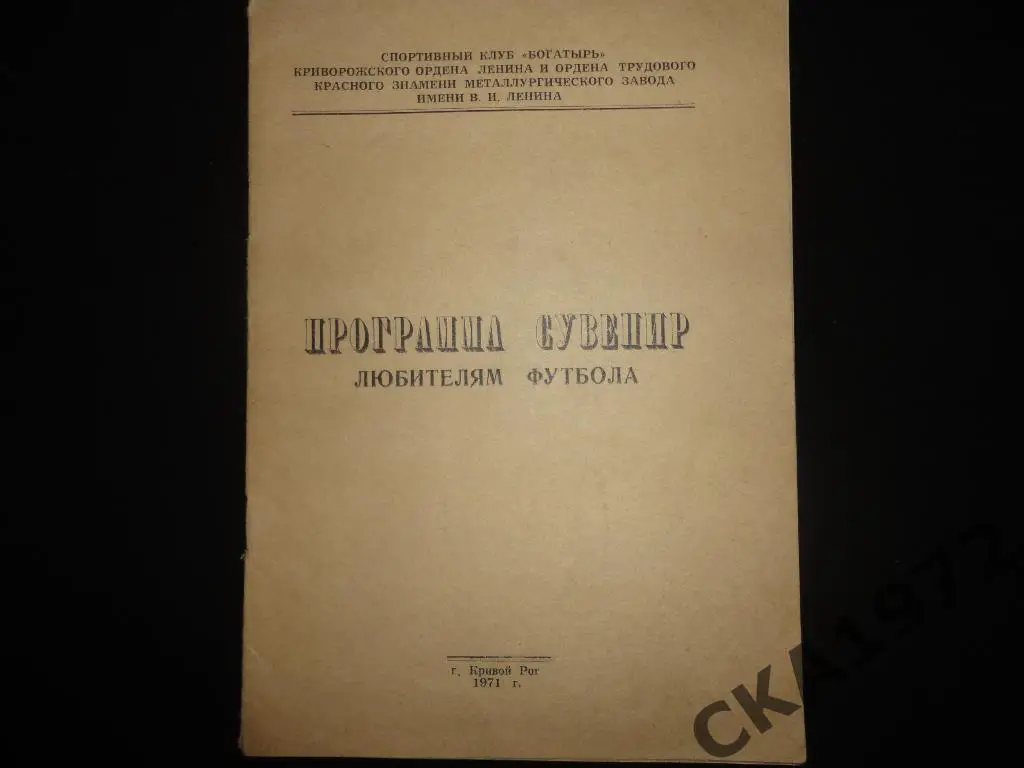 СПОРТИВНЫЙ КЛУБ «БОГАТЫРЬ»
КРИВОРОЖСКОГО ОРДЕНА ЛЕНИНА И ОРДЕНА ТРУДОВОГО
КРАСНОГО ЗНАМЕНИ МЕТАЛЛУРГИЧЕСКОГО ЗАВОДА
ИМЕНИ В. И. ЛЕНИНА
ПРОГРАММА СУВЕНИР
ЛЮБИТЕЛЯМ ФУТБОЛА
г. Кривой Рог
1971 г.
СКА1972